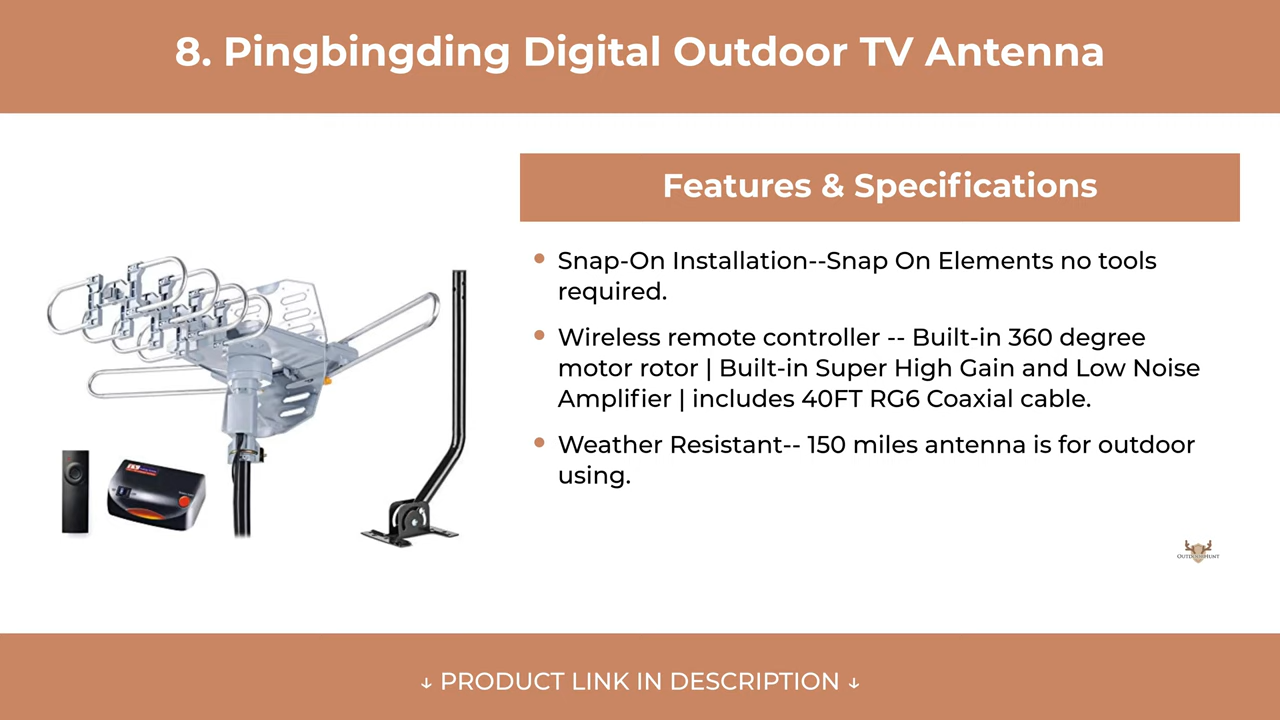 8. Pingbingding Digital Outdoor TV Antenna
Features & Specifications
Snap-On Installation--Snap On Elements no tools
required.
Wireless remote controller -- Built-in 360 degree
motor rotor | Built-in Super High Gain and Low Noise
Amplifier | includes 40FT RG6 Coaxial cable.
Weather Resistant-- 150 miles antenna is for outdoor
using.
OUTDOORHUNT
↓ PRODUCT LINK IN DESCRIPTION ↓